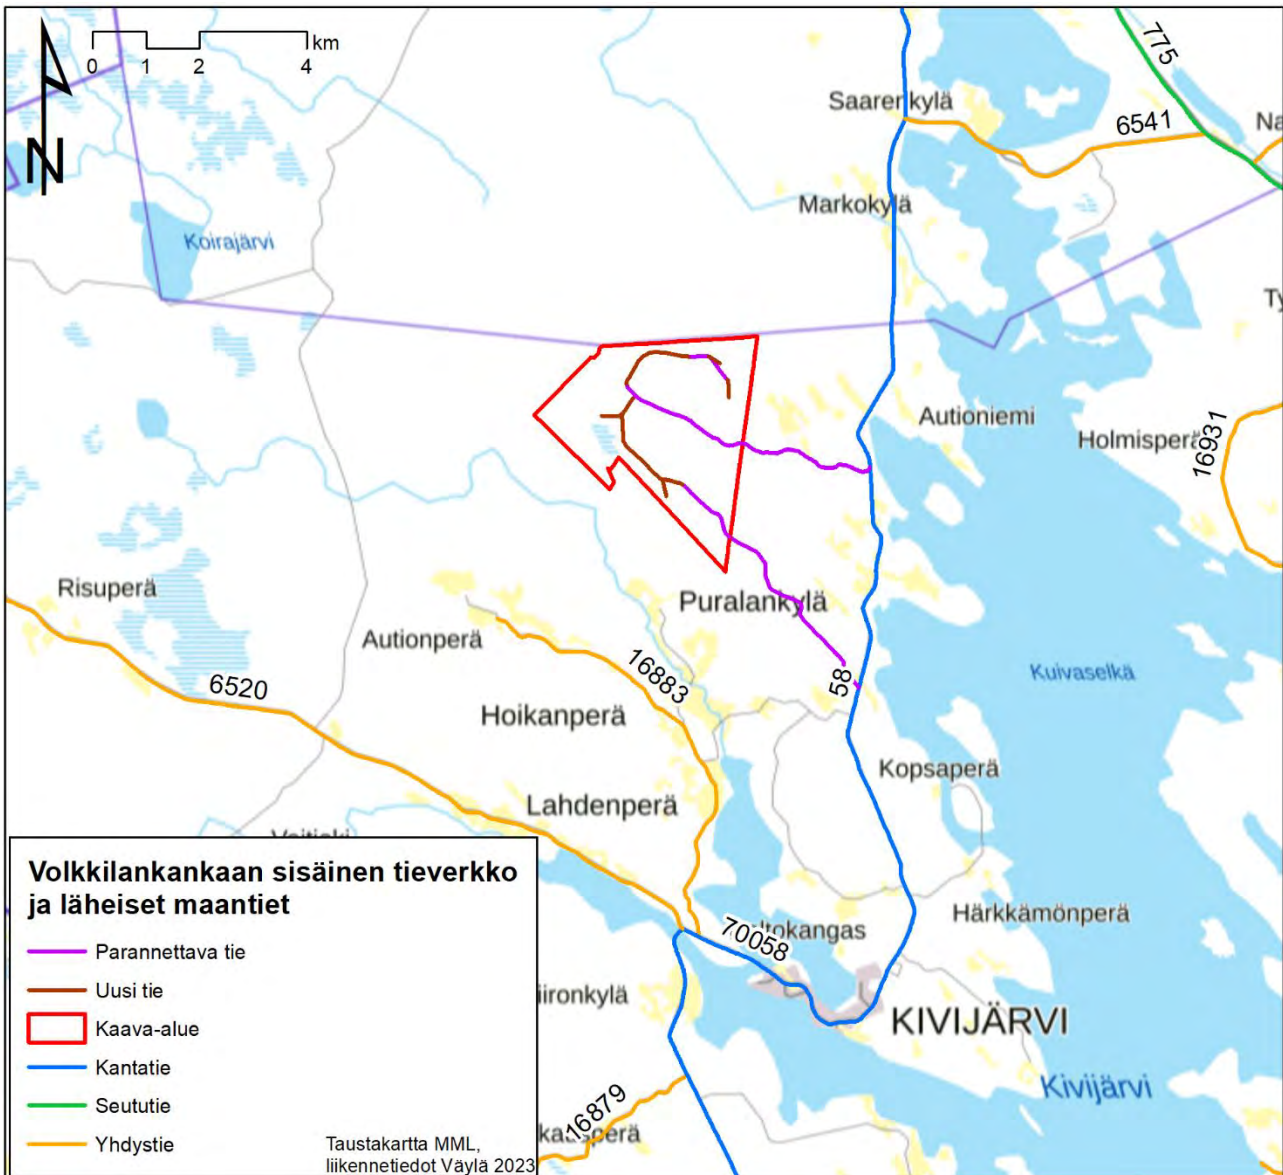 0 1 2 4 km
N
775
Saarenkylä
6541
Markokylä
Koirajärvi
Autioniemi
Holmisperä
16931
Risuperä
Puralankylä
Autionperä
16883
6520
58
Kuivaselkä
Hoikanperä
Kopsaperä
Lahdenperä
Härkkämönperä
70058
KIVIJÄRVI
Kivijärvi
16879
Volkkilankankaan sisäinen tieverkko
ja läheiset maantiet
Parannettava tie
Uusi tie
Kaava-alue
Kantatie
Seututie
Yhdystie
Taustakartta MML,
liikennetiedot Väylä 2023